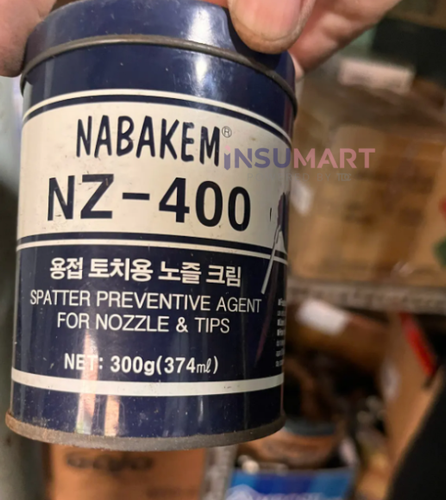 NABAKEM®
INSUMART
NZ-400
용접 토치용 노즐 크림
SPATTER PREVENTIVE AGENT
FOR NOZZLE & TIPS
NET: 300g(374㎖)